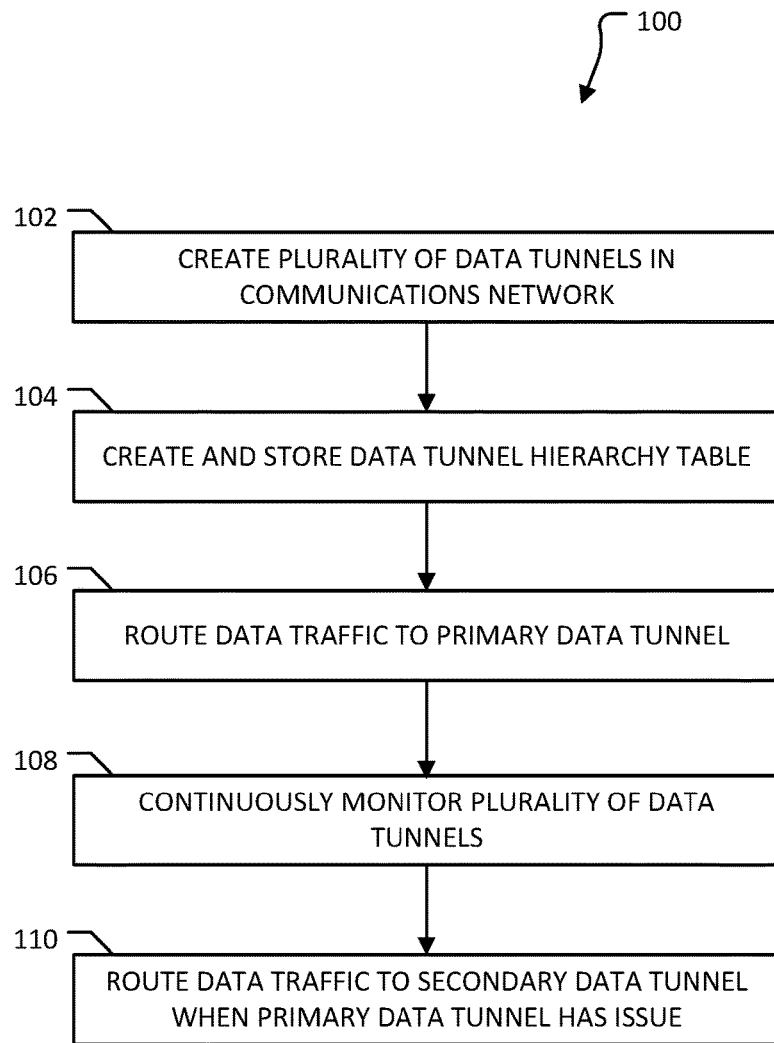 100
102
CREATE PLURALITY OF DATA TUNNELS IN
COMMUNICATIONS NETWORK
104
CREATE AND STORE DATA TUNNEL HIERARCHY TABLE
106
ROUTE DATA TRAFFIC TO PRIMARY DATA TUNNEL
108
CONTINUOUSLY MONITOR PLURALITY OF DATA
TUNNELS
110
ROUTE DATA TRAFFIC TO SECONDARY DATA TUNNEL
WHEN PRIMARY DATA TUNNEL HAS ISSUE